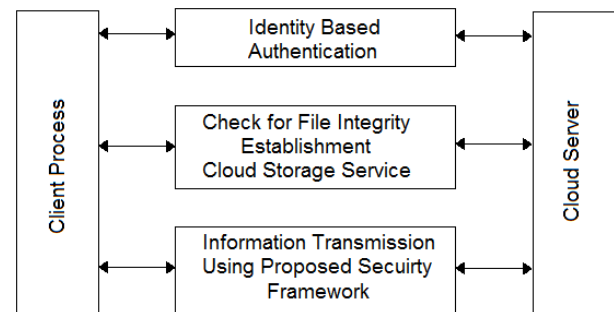 Client Process
Identity Based
Authentication
Check for File Integrity
Establishment
Cloud Storage Service
Information Transmission
Using Proposed Secuirty
Framework
Cloud Server